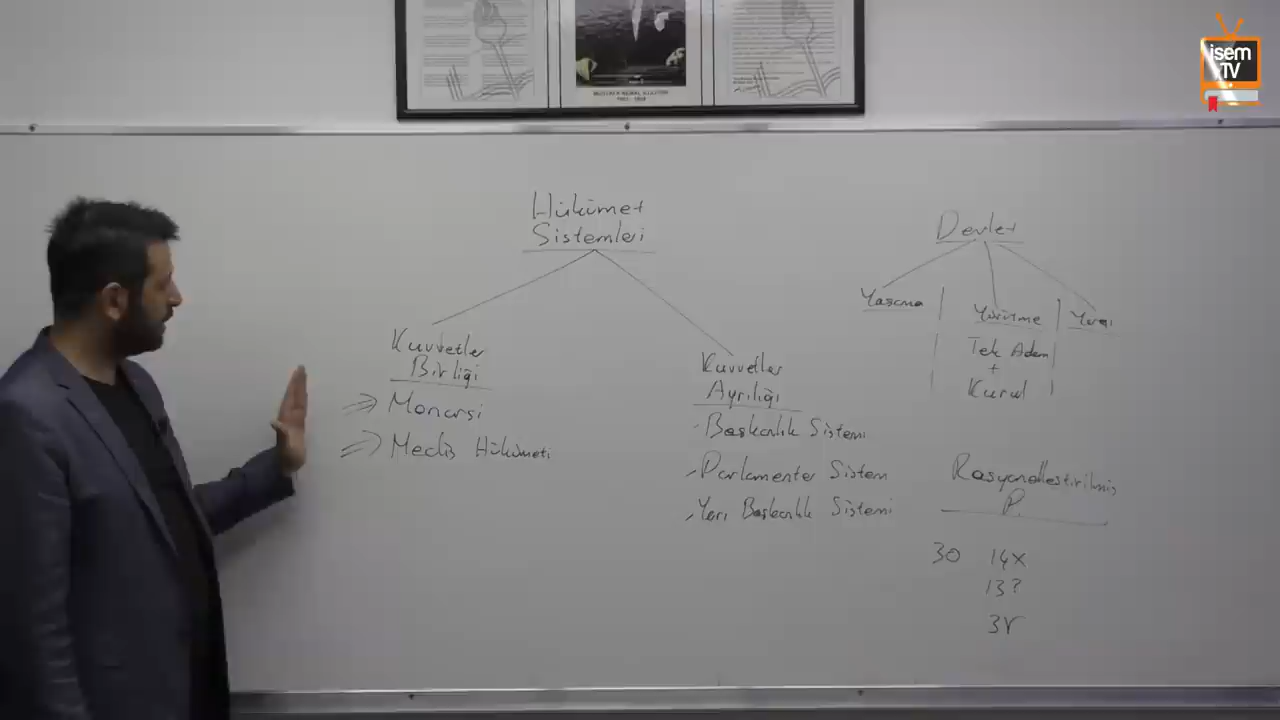 isem
TV
Hükümet
Sistemleri
Kuvvetler
Birliği
Monarşi
Meclis Hükümeti
Kuvvetler
Ayrılığı
Başkanlık Sistemi
Parlamenter Sistem
Yarı Başkanlık Sistemi
Devlet
Yasama
Yürütme
Yargı
Tek Adam
+
Kurul
Rasyonelleştirilmiş
P.
30 14x
13?
3V